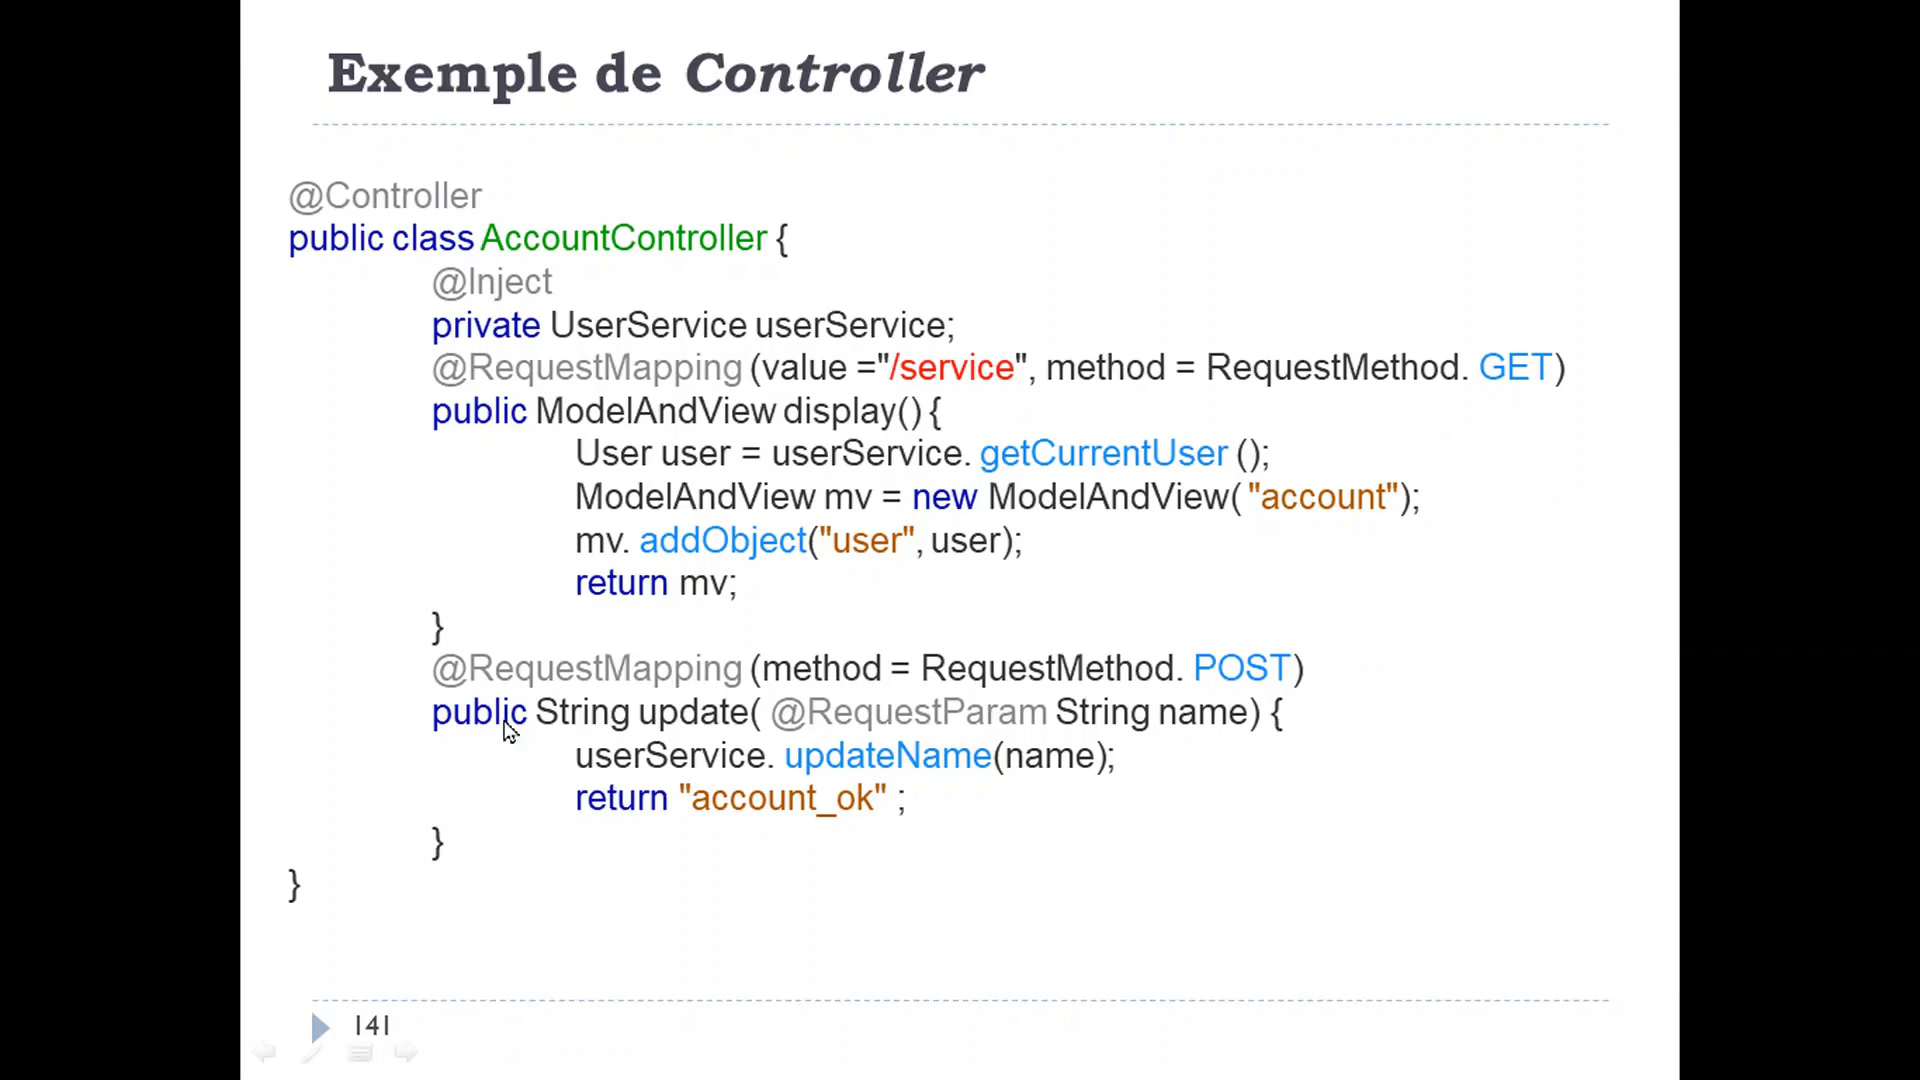 Exemple de Controller
@Controller
public class AccountController {
@Inject
private UserService userService;
@RequestMapping (value ="/service", method = RequestMethod. GET)
public ModelAndView display() {
User user = userService. getCurrentUser ();
ModelAndView mv = new ModelAndView( "account");
mv. addObject("user", user);
return mv;
}
@RequestMapping (method = RequestMethod. POST)
public String update( @RequestParam String name) {
userService. updateName(name);
return "account_ok" ;
}
}
141